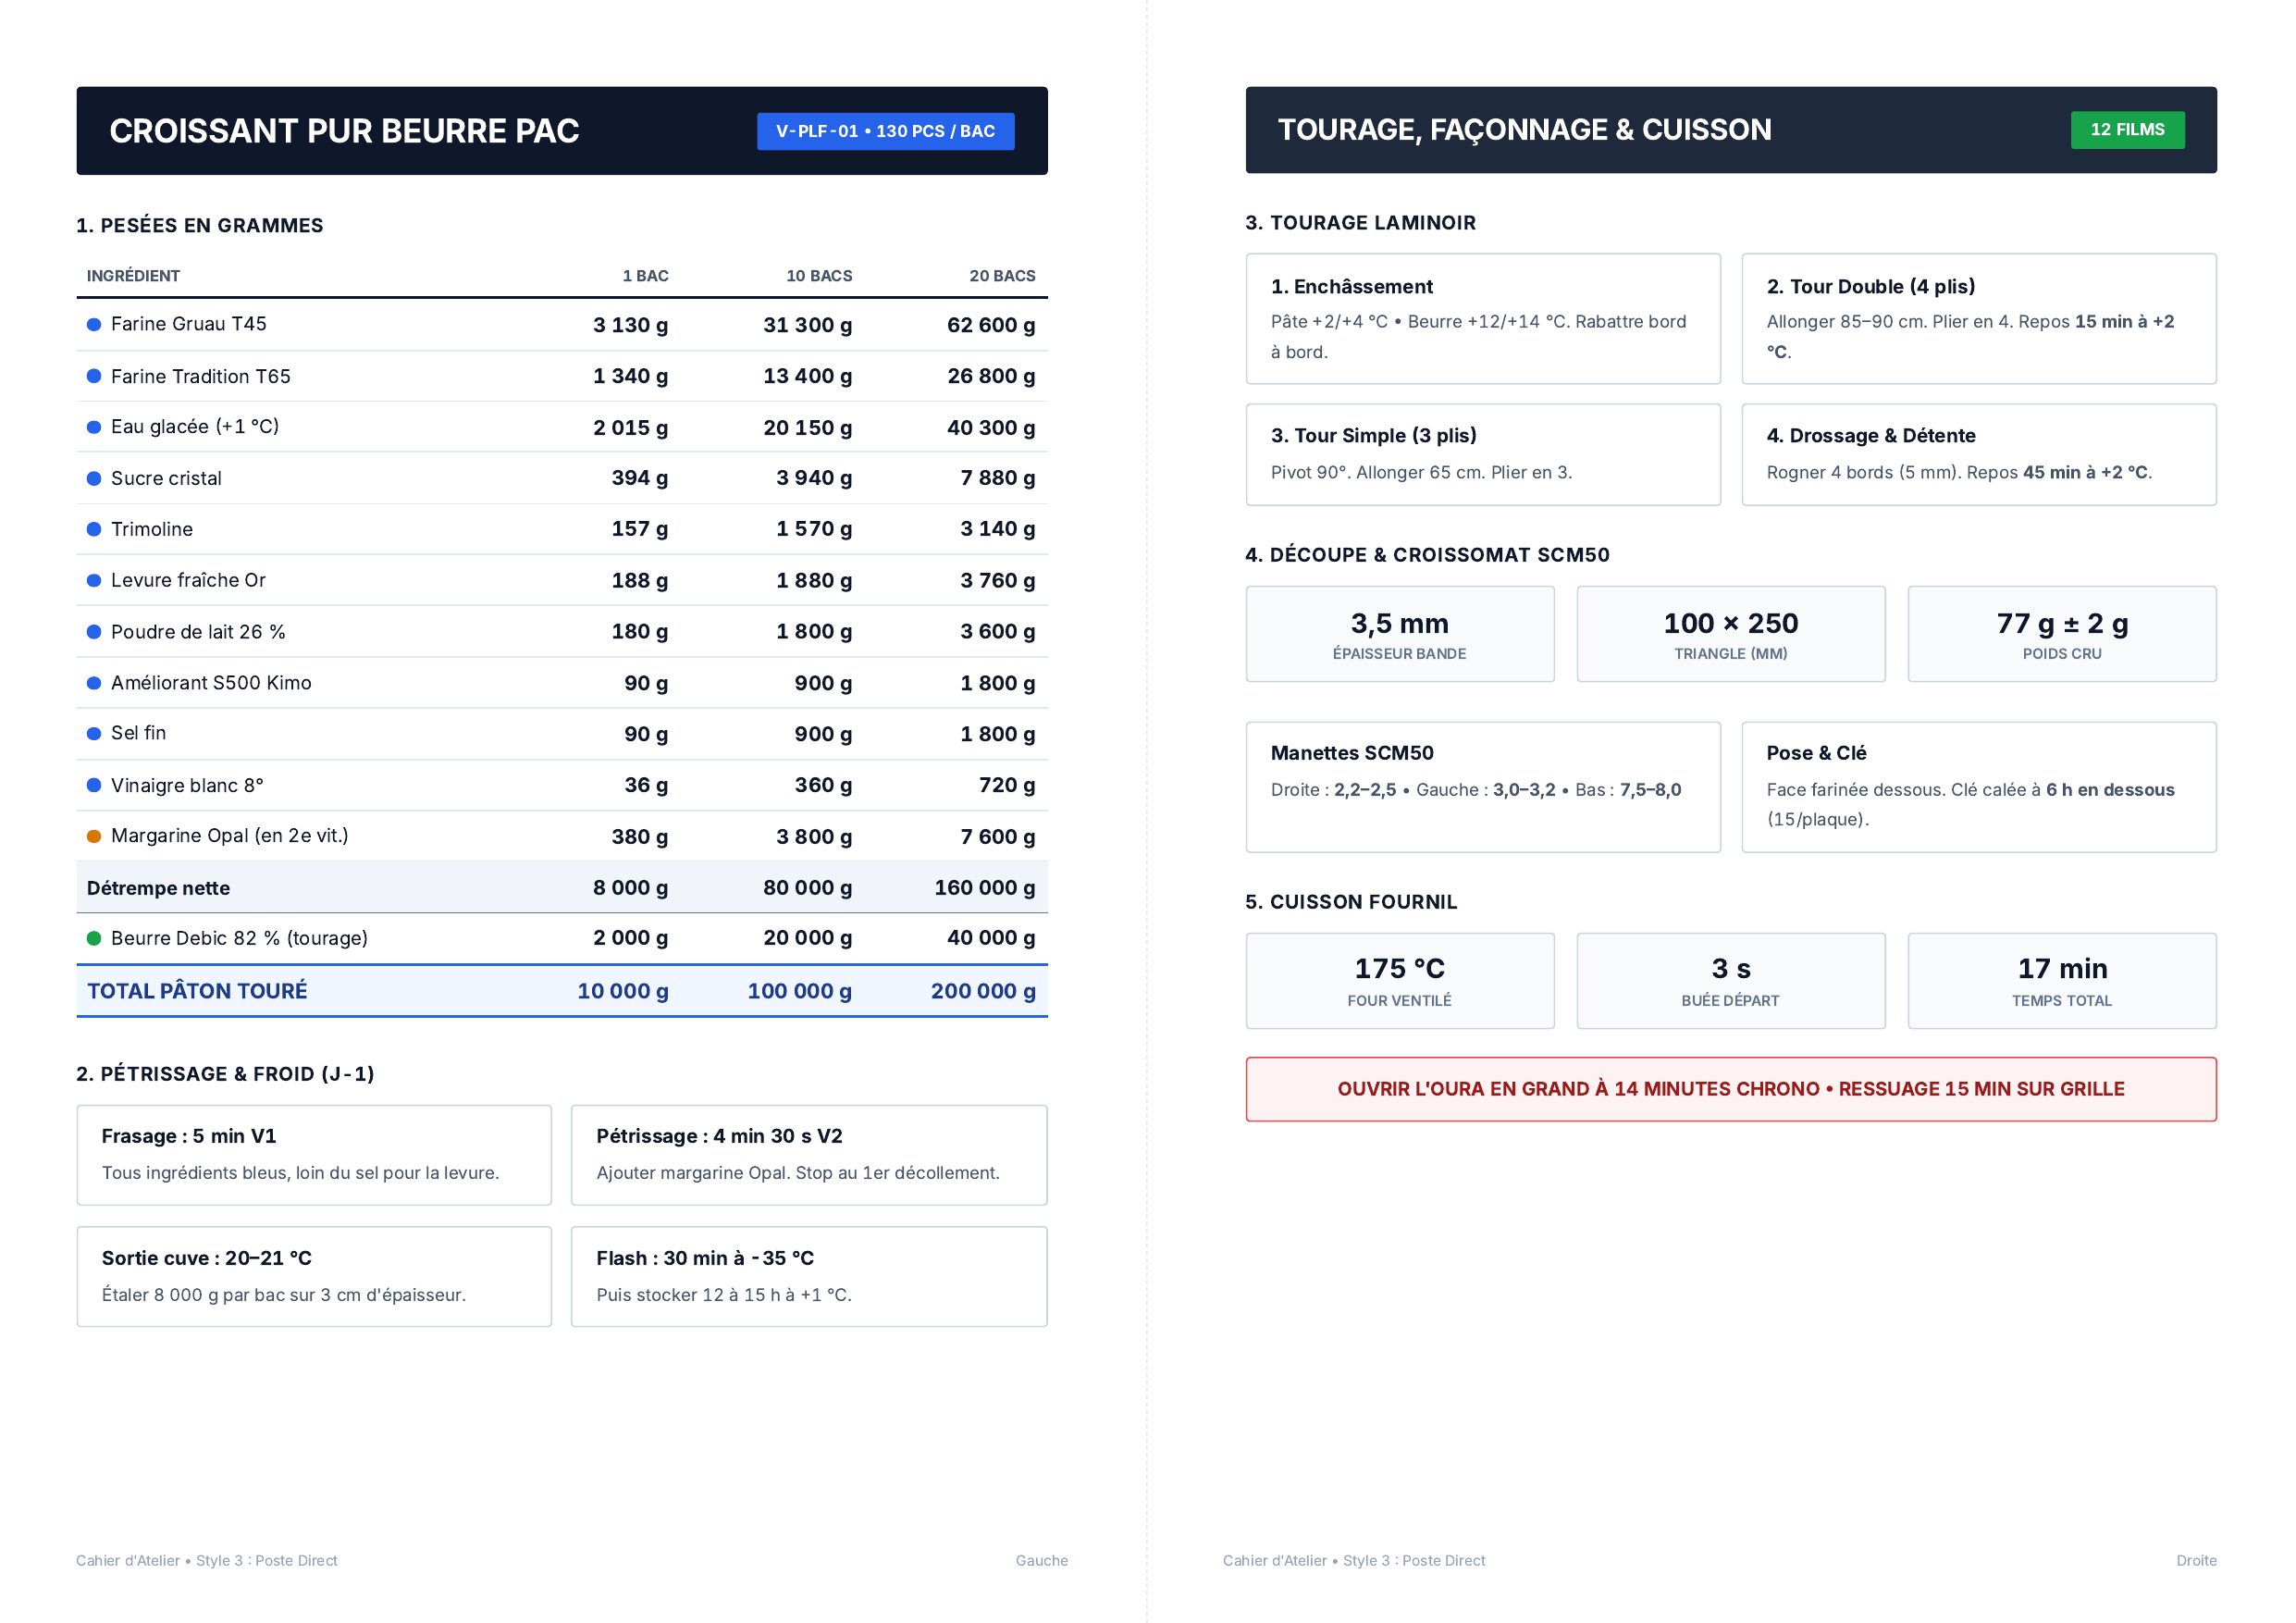 CROISSANT PUR BEURRE PAC
V-PLF-01 • 130 PCS / BAC
1. PESÉES EN GRAMMES
INGRÉDIENT 1 BAC 10 BACS 20 BACS
Farine Gruau T45 3 130 g 31 300 g 62 600 g
Farine Tradition T65 1 340 g 13 400 g 26 800 g
Eau glacée (+1 °C) 2 015 g 20 150 g 40 300 g
Sucre cristal 394 g 3 940 g 7 880 g
Trimoline 157 g 1 570 g 3 140 g
Levure fraîche Or 188 g 1 880 g 3 760 g
Poudre de lait 26 % 180 g 1 800 g 3 600 g
Améliorant S500 Kimo 90 g 900 g 1 800 g
Sel fin 90 g 900 g 1 800 g
Vinaigre blanc 8° 36 g 360 g 720 g
Margarine Opal (en 2e vit.) 380 g 3 800 g 7 600 g
Détrempe nette 8 000 g 80 000 g 160 000 g
Beurre Debic 82 % (tourage) 2 000 g 20 000 g 40 000 g
TOTAL PÂTON TOURÉ 10 000 g 100 000 g 200 000 g
2. PÉTRISSAGE & FROID (J-1)
Frasage : 5 min V1
Tous ingrédients bleus, loin du sel pour la levure.
Pétrissage : 4 min 30 s V2
Ajouter margarine Opal. Stop au 1er décollement.
Sortie cuve : 20–21 °C
Étaler 8 000 g par bac sur 3 cm d'épaisseur.
Flash : 30 min à -35 °C
Puis stocker 12 à 15 h à +1 °C.
Cahier d'Atelier • Style 3 : Poste Direct
Gauche
TOURAGE, FAÇONNAGE & CUISSON
12 FILMS
3. TOURAGE LAMINOIR
1. Enchâssement
Pâte +2/+4 °C • Beurre +12/+14 °C. Rabattre bord
à bord.
2. Tour Double (4 plis)
Allonger 85–90 cm. Plier en 4. Repos 15 min à +2
°C.
3. Tour Simple (3 plis)
Pivot 90°. Allonger 65 cm. Plier en 3.
4. Drossage & Détente
Rogner 4 bords (5 mm). Repos 45 min à +2 °C.
4. DÉCOUPE & CROISSOMAT SCM50
3,5 mm
ÉPAISSEUR BANDE
100 × 250
TRIANGLE (MM)
77 g ± 2 g
POIDS CRU
Manettes SCM50
Droite : 2,2–2,5 • Gauche : 3,0–3,2 • Bas : 7,5–8,0
Pose & Clé
Face farinée dessous. Clé calée à 6 h en dessous
(15/plaque).
5. CUISSON FOURNIL
175 °C
FOUR VENTILÉ
3 s
BUÉE DÉPART
17 min
TEMPS TOTAL
OUVRIR L'OURA EN GRAND À 14 MINUTES CHRONO • RESSUAGE 15 MIN SUR GRILLE
Cahier d'Atelier • Style 3 : Poste Direct
Droite